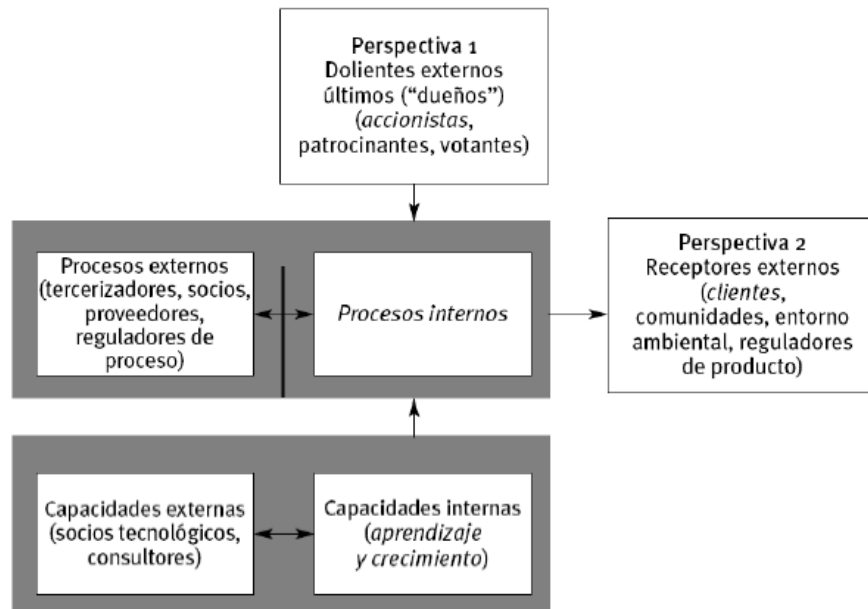 Perspectiva 1
Dolientes externos
últimos (“dueños”)
(accionistas,
patrocinantes, votantes)
Procesos externos
(tercerizadores, socios,
proveedores,
reguladores de
proceso)
Procesos internos
Perspectiva 2
Receptores externos
(clientes,
comunidades, entorno
ambiental, reguladores
de producto)
Capacidades externas
(socios tecnológicos,
consultores)
Capacidades internas
(aprendizaje
y crecimiento)